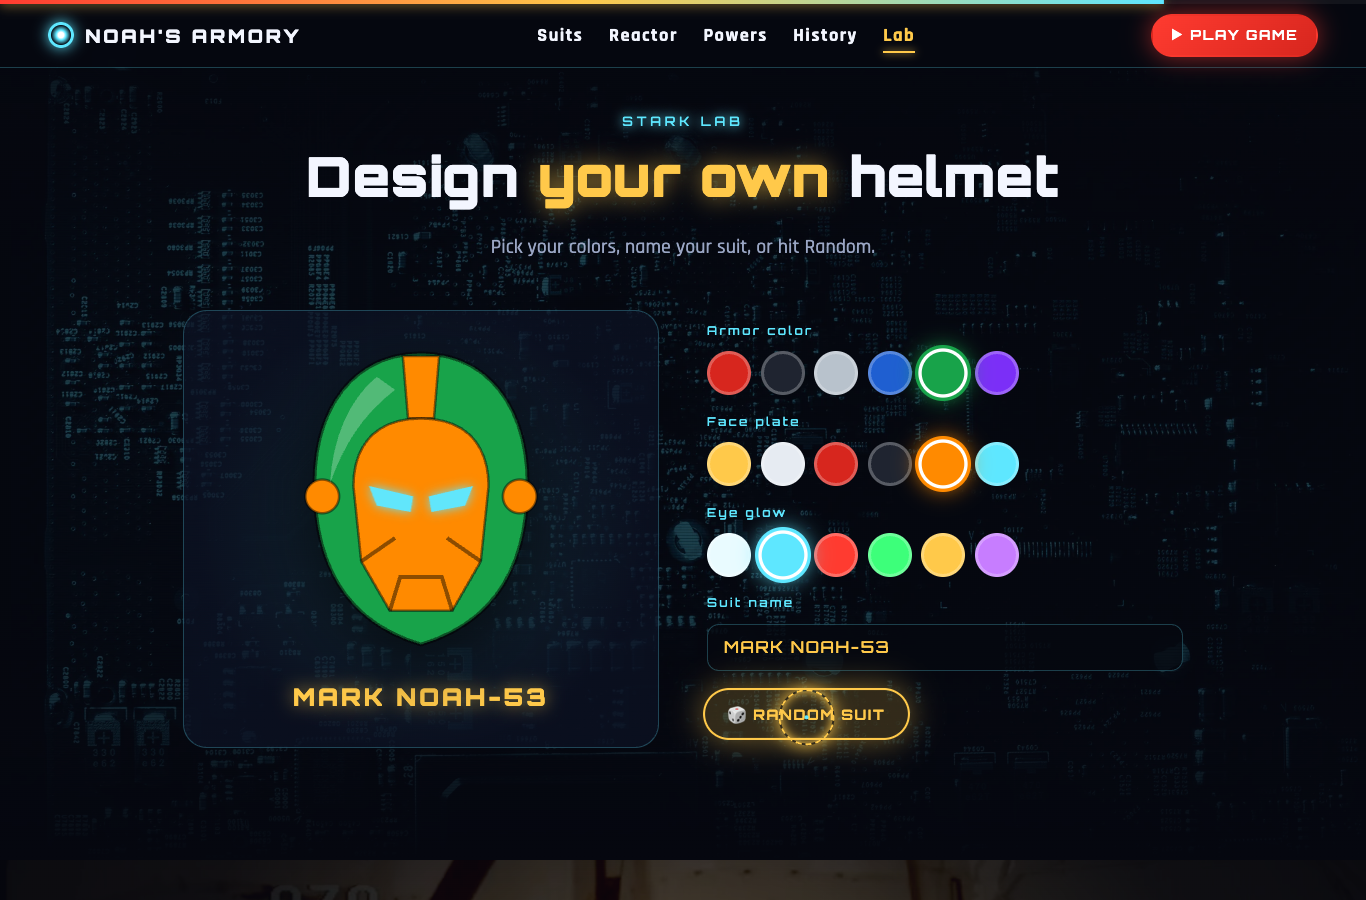 NOAH'S ARMORY
Suits
Reactor
Powers
History
Lab
PLAY GAME
STARK LAB
Design your own helmet
Pick your colors, name your suit, or hit Random.
Armor color
Face plate
Eye glow
Suit name
MARK NOAH-53
MARK NOAH-53
RANDOM SUIT